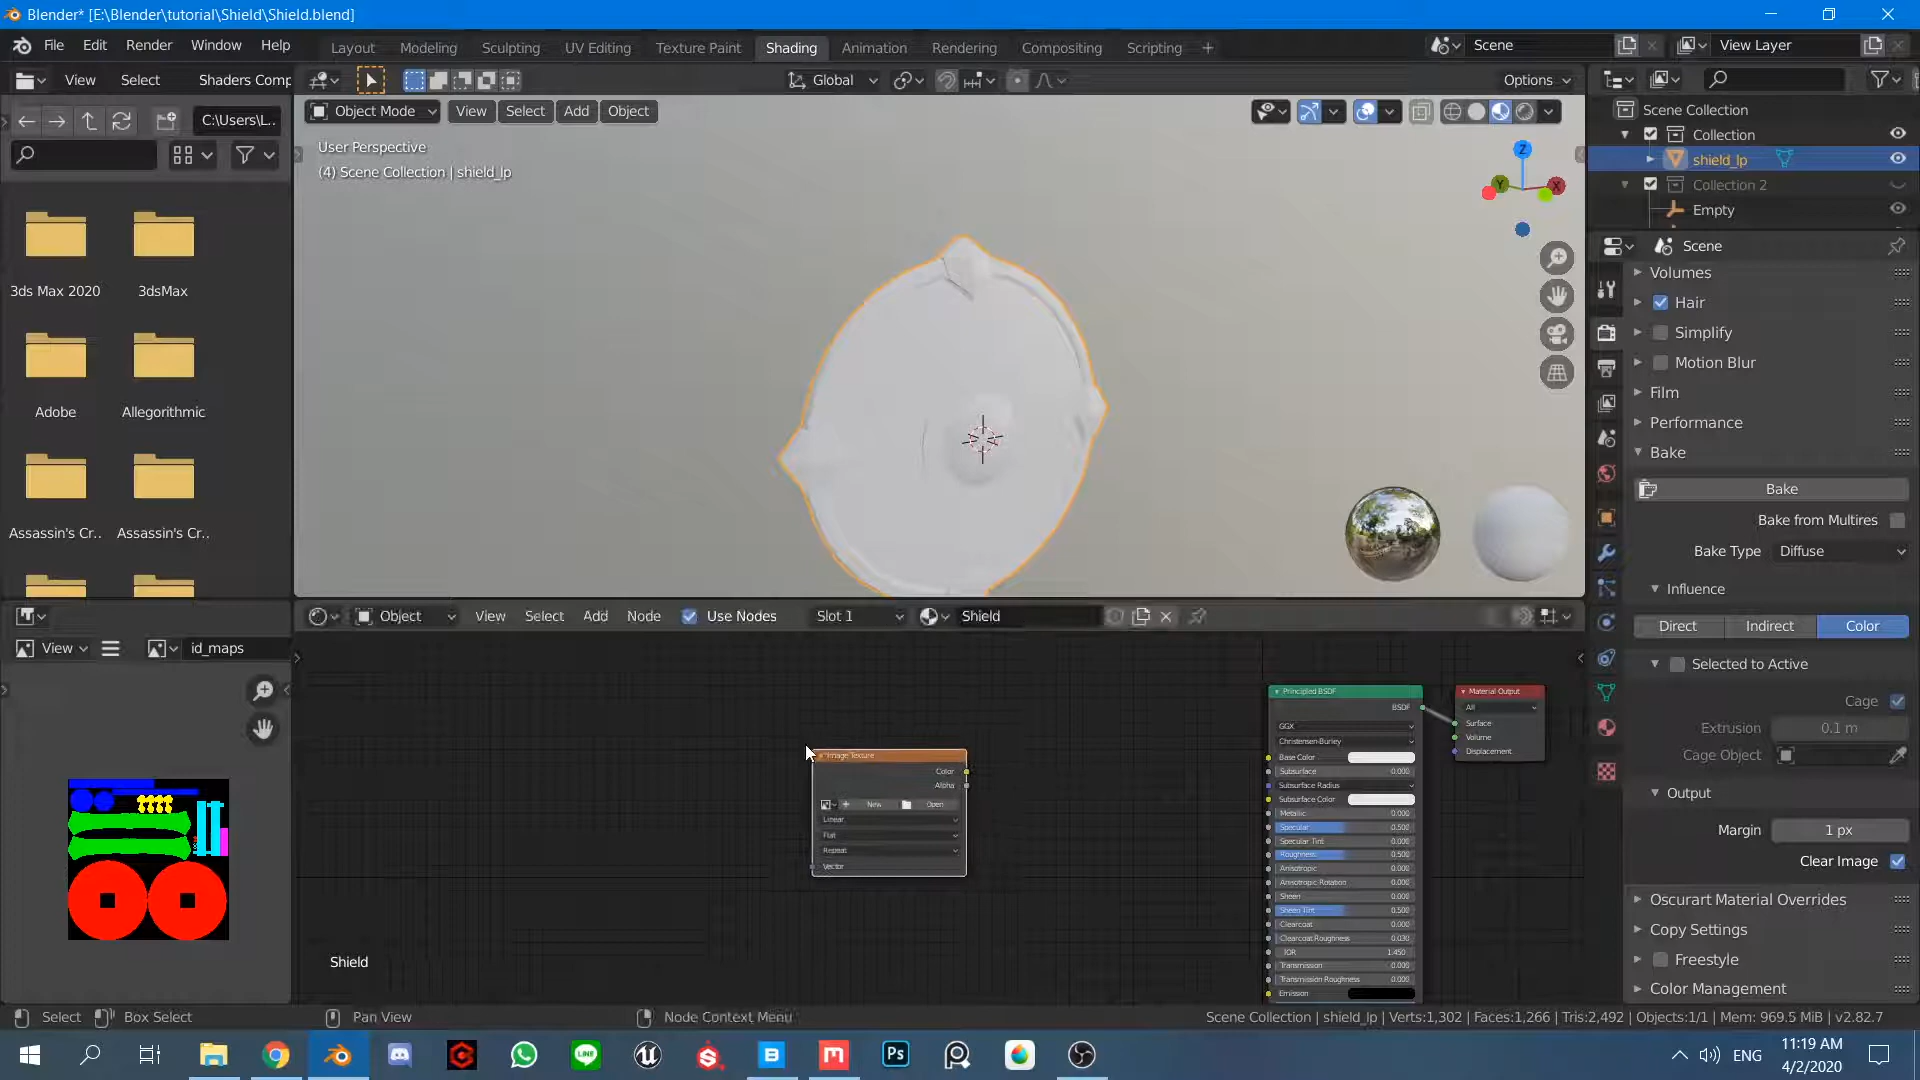 Blender* [E:\Blender\tutorial\Shield\Shield.blend]
File Edit Render Window Help
Layout Modeling Sculpting UV Editing Texture Paint Shading Animation Rendering Compositing Scripting +
Scene
View Layer
View Select Shaders Comp
Global
Options
C:\Users\L..
Object Mode View Select Add Object
User Perspective
(4) Scene Collection | shield_lp
Z
Y
X
3ds Max 2020
3dsMax
Adobe
Allegorithmic
Assassin's Cr..
Assassin's Cr..
Scene Collection
Collection
shield_lp
Collection 2
Empty
Scene
Volumes
Hair
Simplify
Motion Blur
Film
Performance
Bake
Bake
Bake from Multires
Bake Type Diffuse
Influence
Direct Indirect Color
Selected to Active
Cage
Extrusion 0.1 m
Cage Object
Output
Margin 1 px
Clear Image
Oscurart Material Overrides
Copy Settings
Freestyle
Color Management
Object View Select Add Node Use Nodes Slot 1 Shield
View id_maps
Image Texture
Color
Alpha
New Open
Linear
Flat
Repeat
Vector
Principled BSDF
BSDF
GGX
Christensen-Burley
Base Color
Subsurface 0.000
Subsurface Radius
Subsurface Color
Metallic 0.000
Specular 0.500
Specular Tint 0.000
Roughness 0.500
Anisotropic 0.000
Anisotropic Rotation 0.000
Sheen 0.000
Sheen Tint 0.500
Clearcoat 0.000
Clearcoat Roughness 0.030
IOR 1.450
Transmission 0.000
Transmission Roughness 0.000
Emission
Material Output
All
Surface
Volume
Displacement
Shield
Select Box Select Pan View Node Context Menu
Scene Collection | shield_lp | Verts:1,302 | Faces:1,266 | Tris:2,492 | Objects:1/1 | Mem: 969.5 MiB | v2.82.7
ENG
11:19 AM
4/2/2020